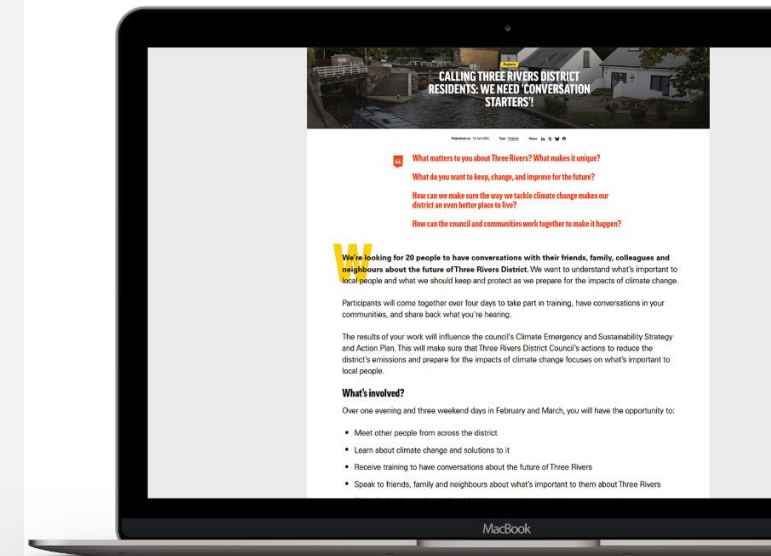 Projects
CALLING THREE RIVERS DISTRICT
RESIDENTS: WE NEED 'CONVERSATION
STARTERS'!
Published on
Type Projects Share
What matters to you about Three Rivers? What makes it unique?
What do you want to keep, change, and improve for the future?
How can we make sure the way we tackle climate change makes our
district an even better place to live?
How can the council and communities work together to make it happen?
W
We're looking for 20 people to have conversations with their friends, family, colleagues and
neighbours about the future of Three Rivers District. We want to understand what's important to
local people and what we should keep and protect as we prepare for the impacts of climate change.
Participants will come together over four days to take part in training, have conversations in your
communities, and share back what you're hearing.
The results of your work will influence the council's Climate Emergency and Sustainability Strategy
and Action Plan. This will make sure that Three Rivers District Council's actions to reduce the
district's emissions and prepare for the impacts of climate change focuses on what's important to
local people.
What's involved?
Over one evening and three weekend days in February and March, you will have the opportunity to:
• Meet other people from across the district
• Learn about climate change and solutions to it
• Receive training to have conversations about the future of Three Rivers
• Speak to friends, family and neighbours about what's important to them about Three Rivers
MacBook